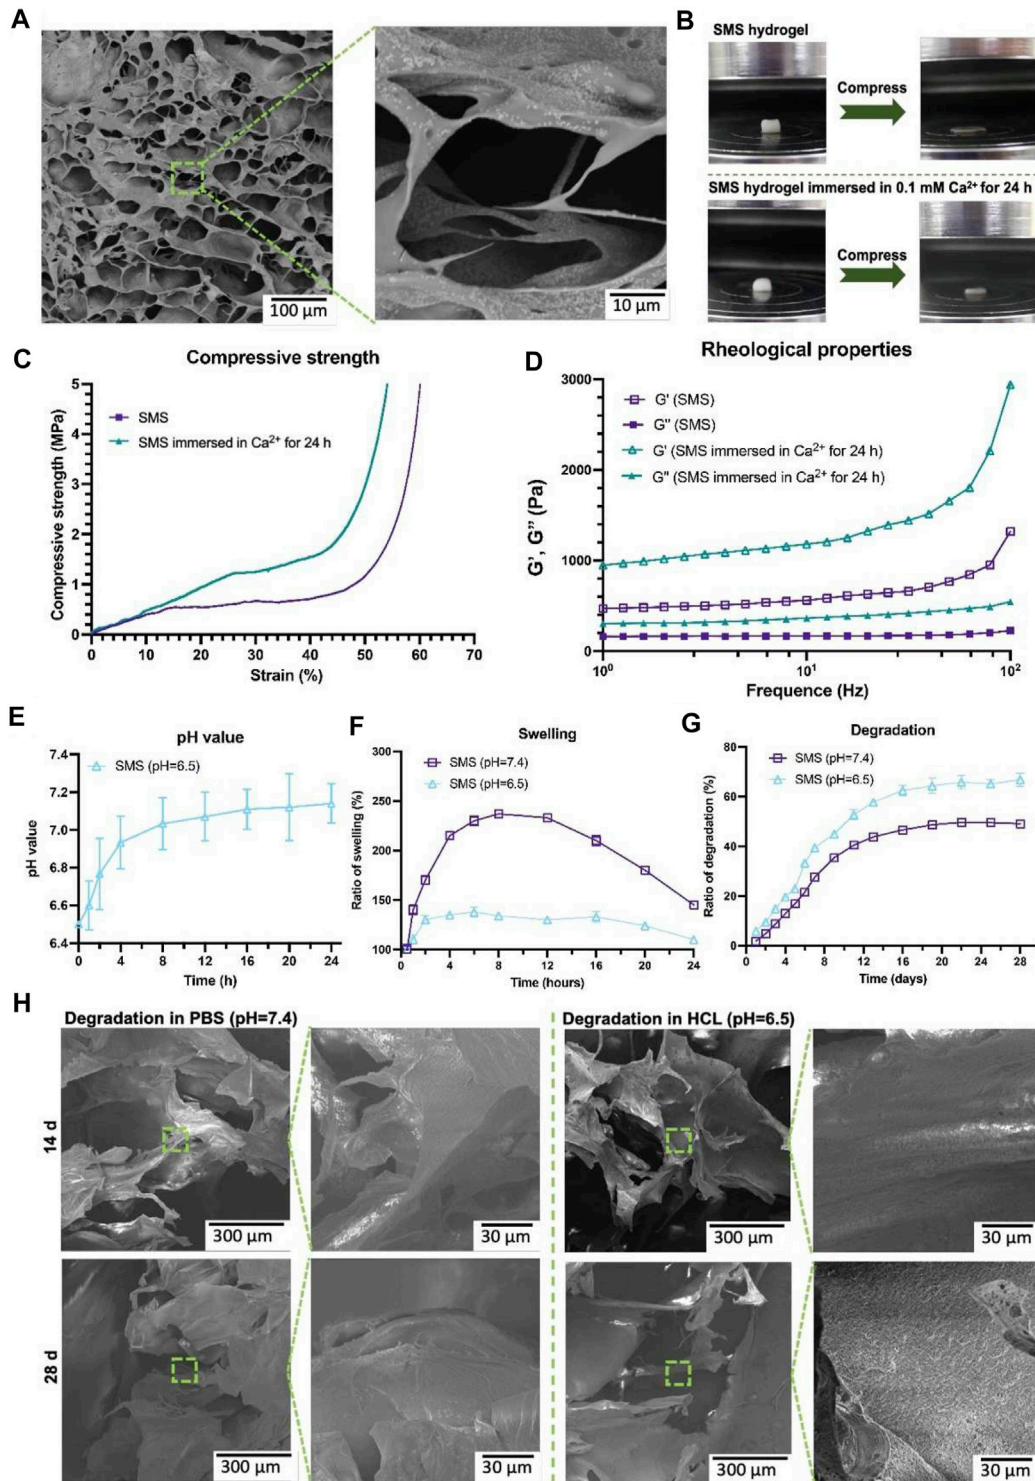 A
100 µm
10 µm
B
SMS hydrogel
Compress
SMS hydrogel immersed in 0.1 mM Ca²⁺ for 24 h
Compress
C
Compressive strength
Compressive strength (MPa)
5
4
3
2
1
0
SMS
SMS immersed in Ca²⁺ for 24 h
0 10 20 30 40 50 60 70
Strain (%)
D
Rheological properties
G', G'' (Pa)
3000
2000
1000
0
G' (SMS)
G'' (SMS)
G' (SMS immersed in Ca²⁺ for 24 h)
G'' (SMS immersed in Ca²⁺ for 24 h)
10⁰ 10¹ 10²
Frequence (Hz)
E
pH value
pH value
7.4
7.2
7.0
6.8
6.6
6.4
SMS (pH=6.5)
0 4 8 12 16 20 24
Time (h)
F
Swelling
Ratio of swelling (%)
300
250
200
150
100
SMS (pH=7.4)
SMS (pH=6.5)
0 4 8 12 16 20 24
Time (hours)
G
Degradation
Ratio of degradation (%)
80
60
40
20
0
SMS (pH=7.4)
SMS (pH=6.5)
0 4 8 12 16 20 24 28
Time (days)
H
Degradation in PBS (pH=7.4)
Degradation in HCL (pH=6.5)
14 d
300 µm
30 µm
300 µm
30 µm
28 d
300 µm
30 µm
300 µm
30 µm